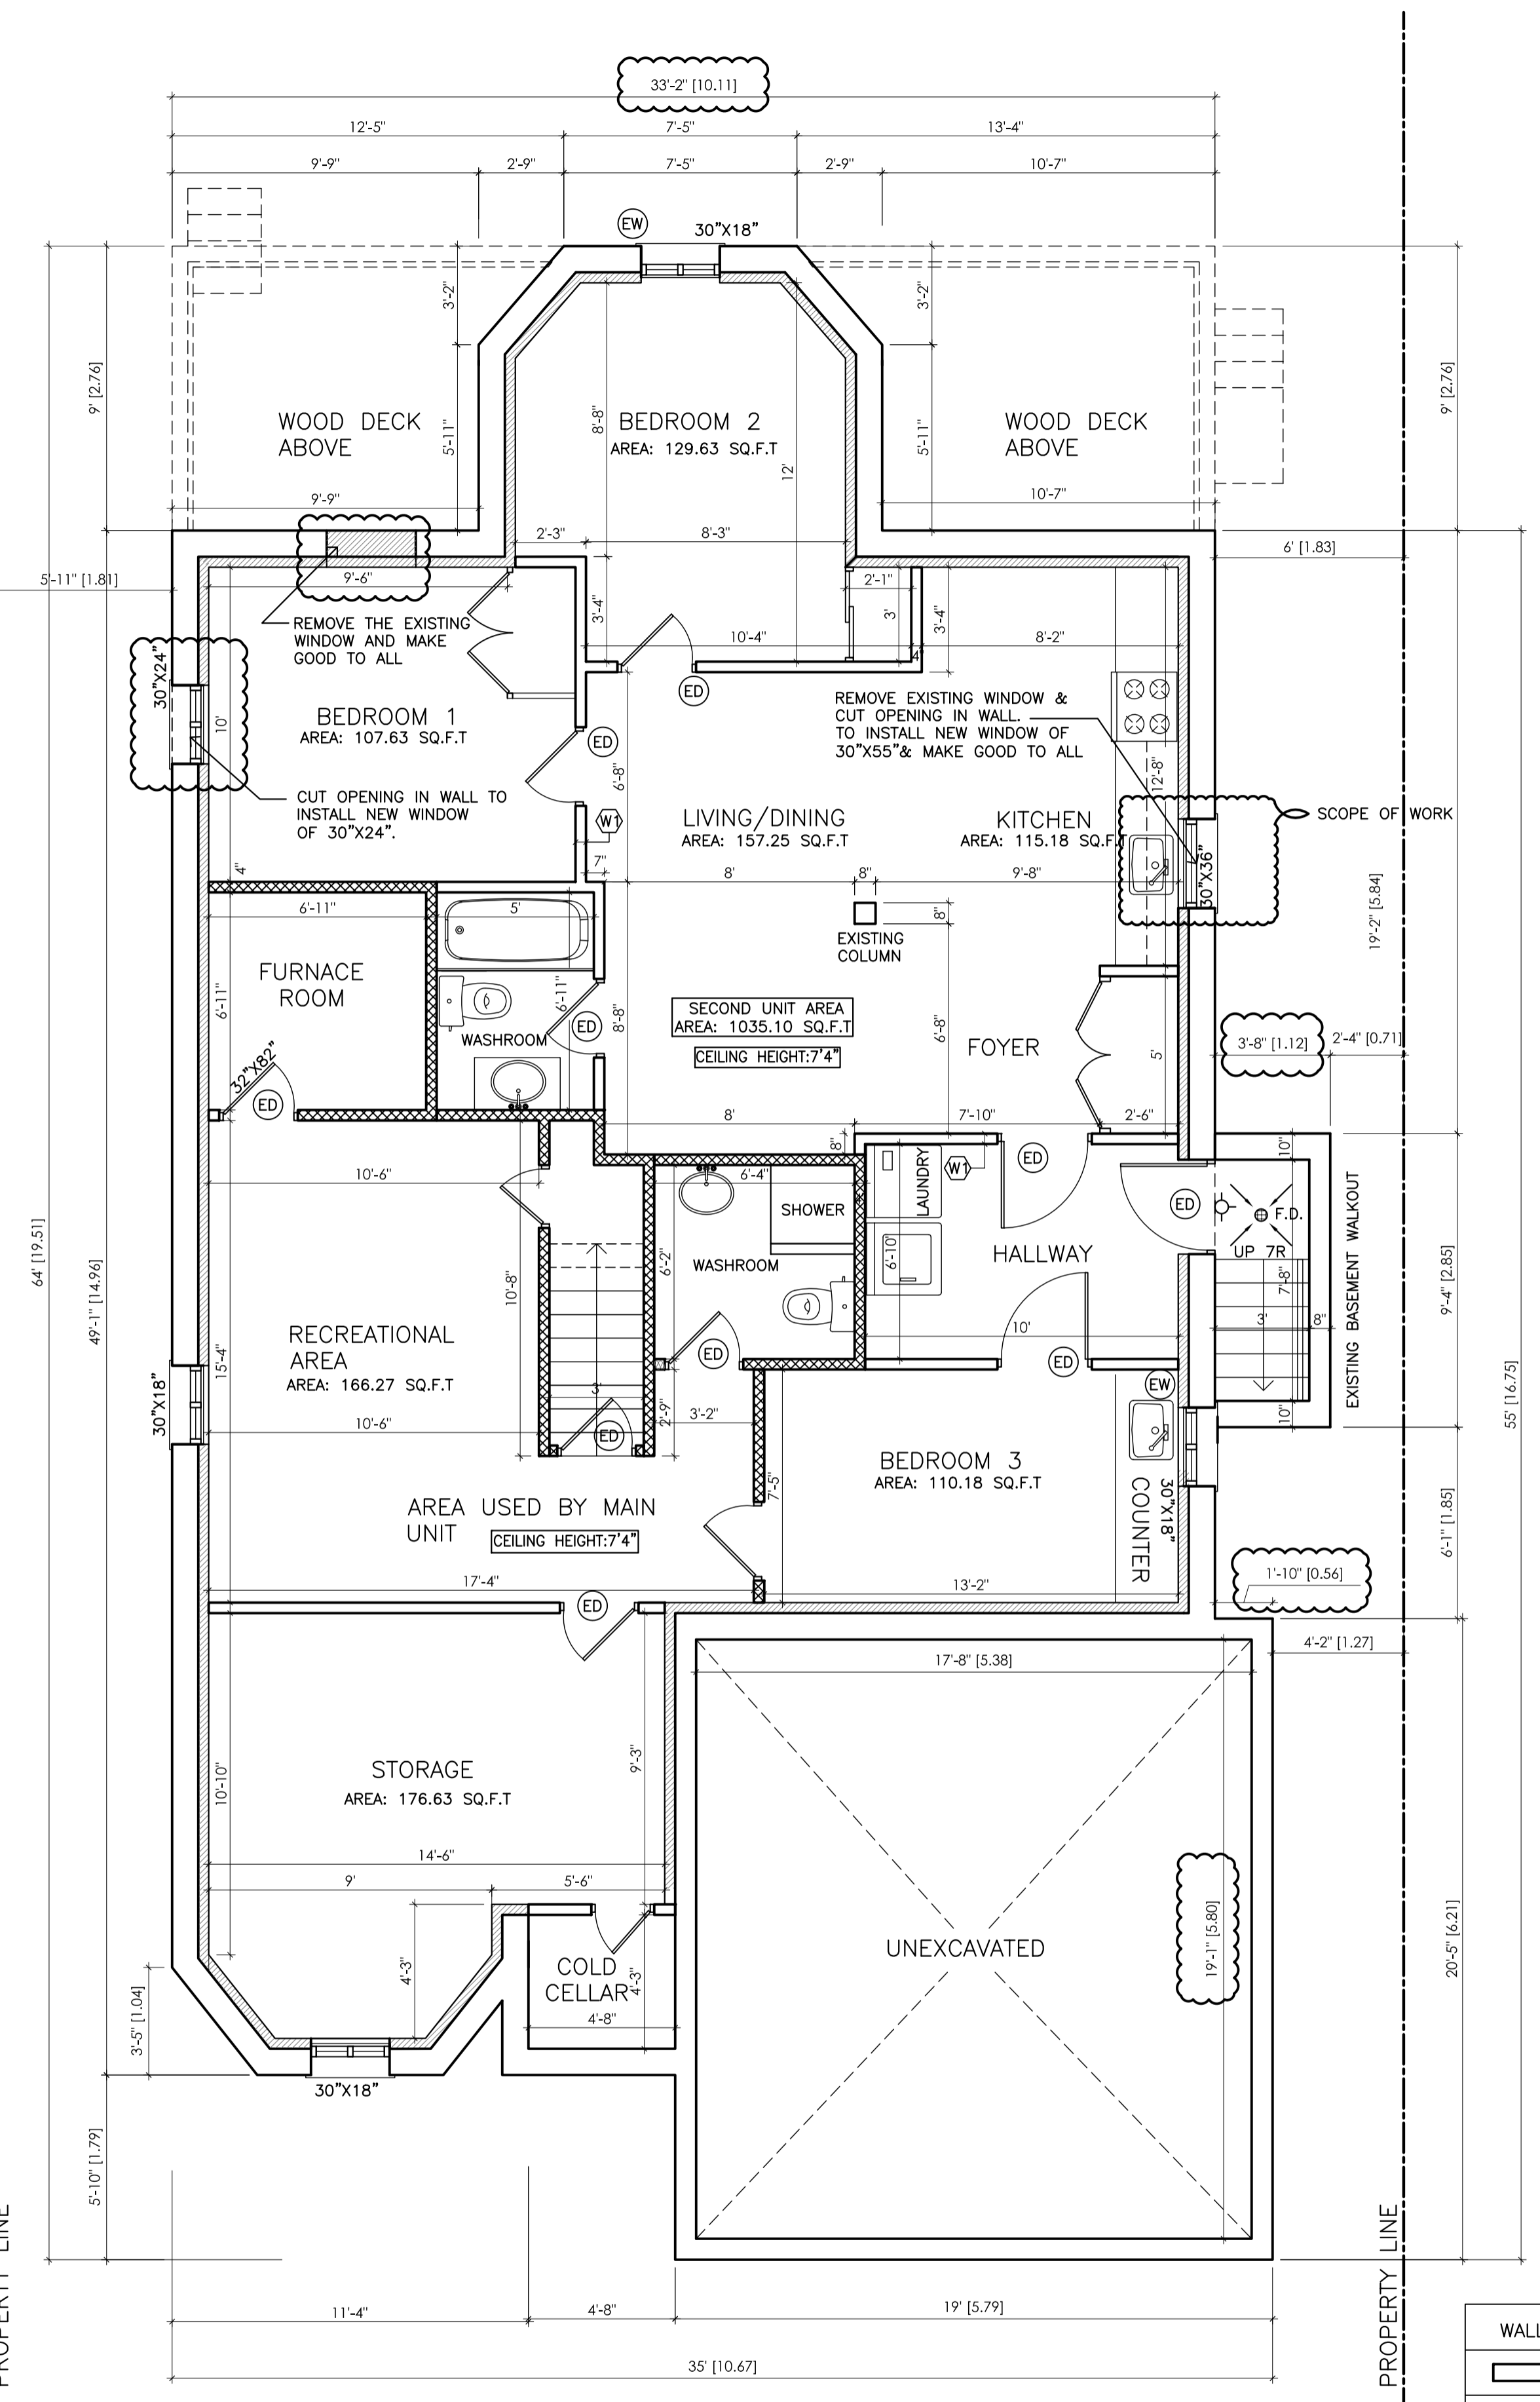 33'-2" [10.11]
12'-5" 7'-5" 13'-4"
9'-9" 2'-9" 7'-5" 2'-9" 10'-7"
EW 30”X18”
3'-2" 3'-2"
9' [2.76] 9' [2.76]
WOOD DECK
ABOVE
5'-11"
8'-8"
BEDROOM 2
AREA: 129.63 SQ.F.T
12'
5'-11"
WOOD DECK
ABOVE
9'-9" 10'-7"
2'-3" 8'-3"
6' [1.83]
5'-11" [1.81]
9'-6"
2'-1"
3'-4" 3' 3'-4"
REMOVE THE EXISTING
WINDOW AND MAKE
GOOD TO ALL
10'-4" 4" 8'-2"
30”X24”
10'
BEDROOM 1
AREA: 107.63 SQ.F.T
ED
ED
6'-8"
REMOVE EXISTING WINDOW &
CUT OPENING IN WALL.
TO INSTALL NEW WINDOW OF
30”X55”& MAKE GOOD TO ALL
12'-8"
CUT OPENING IN WALL TO
INSTALL NEW WINDOW
OF 30”X24”.
W1
LIVING/DINING
AREA: 157.25 SQ.F.T
KITCHEN
AREA: 115.18 SQ.F.T
SCOPE OF WORK
30”X36”
4" 7" 8' 8" 9'-8"
19'-2" [5.84]
6'-11" 5' 8"
EXISTING
COLUMN
FURNACE
ROOM
6'-11" 6'-11"
WASHROOM
ED
8'-8"
SECOND UNIT AREA
AREA: 1035.10 SQ.F.T
CEILING HEIGHT:7’4”
6'-8"
FOYER
5'
3'-8" [1.12] 2'-4" [0.71]
32”X82”
ED
8' 7'-10" 2'-6"
8"
10'-6" 6'-4"
W1
ED
LAUNDRY
10"
SHOWER
ED
F.D.
UP 7R
EXISTING BASEMENT WALKOUT
WASHROOM
6'-2" 6'-10"
HALLWAY
7'-8"
64' [19.51]
49'-1" [14.96]
9'-4" [2.85]
10'-8"
RECREATIONAL
AREA
AREA: 166.27 SQ.F.T
15'-4"
10' 3' 8"
ED ED
EW
30”X18”
3'
10'-6" 2'-9" 3'-2"
ED
10"
55' [16.75]
BEDROOM 3
AREA: 110.18 SQ.F.T
7'-5"
COUNTER
30”X18”
AREA USED BY MAIN
UNIT
CEILING HEIGHT:7’4”
6'-1" [1.85]
17'-4" 13'-2"
1'-10" [0.56]
ED
4'-2" [1.27]
17'-8" [5.38]
9'-3"
10'-10"
STORAGE
AREA: 176.63 SQ.F.T
14'-6"
9' 5'-6"
4'-3"
COLD
CELLAR
4'-3"
4'-8"
UNEXCAVATED
19'-1" [5.80]
20'-5" [6.21]
3'-5" [1.04]
30”X18”
5'-10" [1.79]
PROPERTY LINE
PROPERTY LINE
11'-4" 4'-8" 19' [5.79]
35' [10.67]